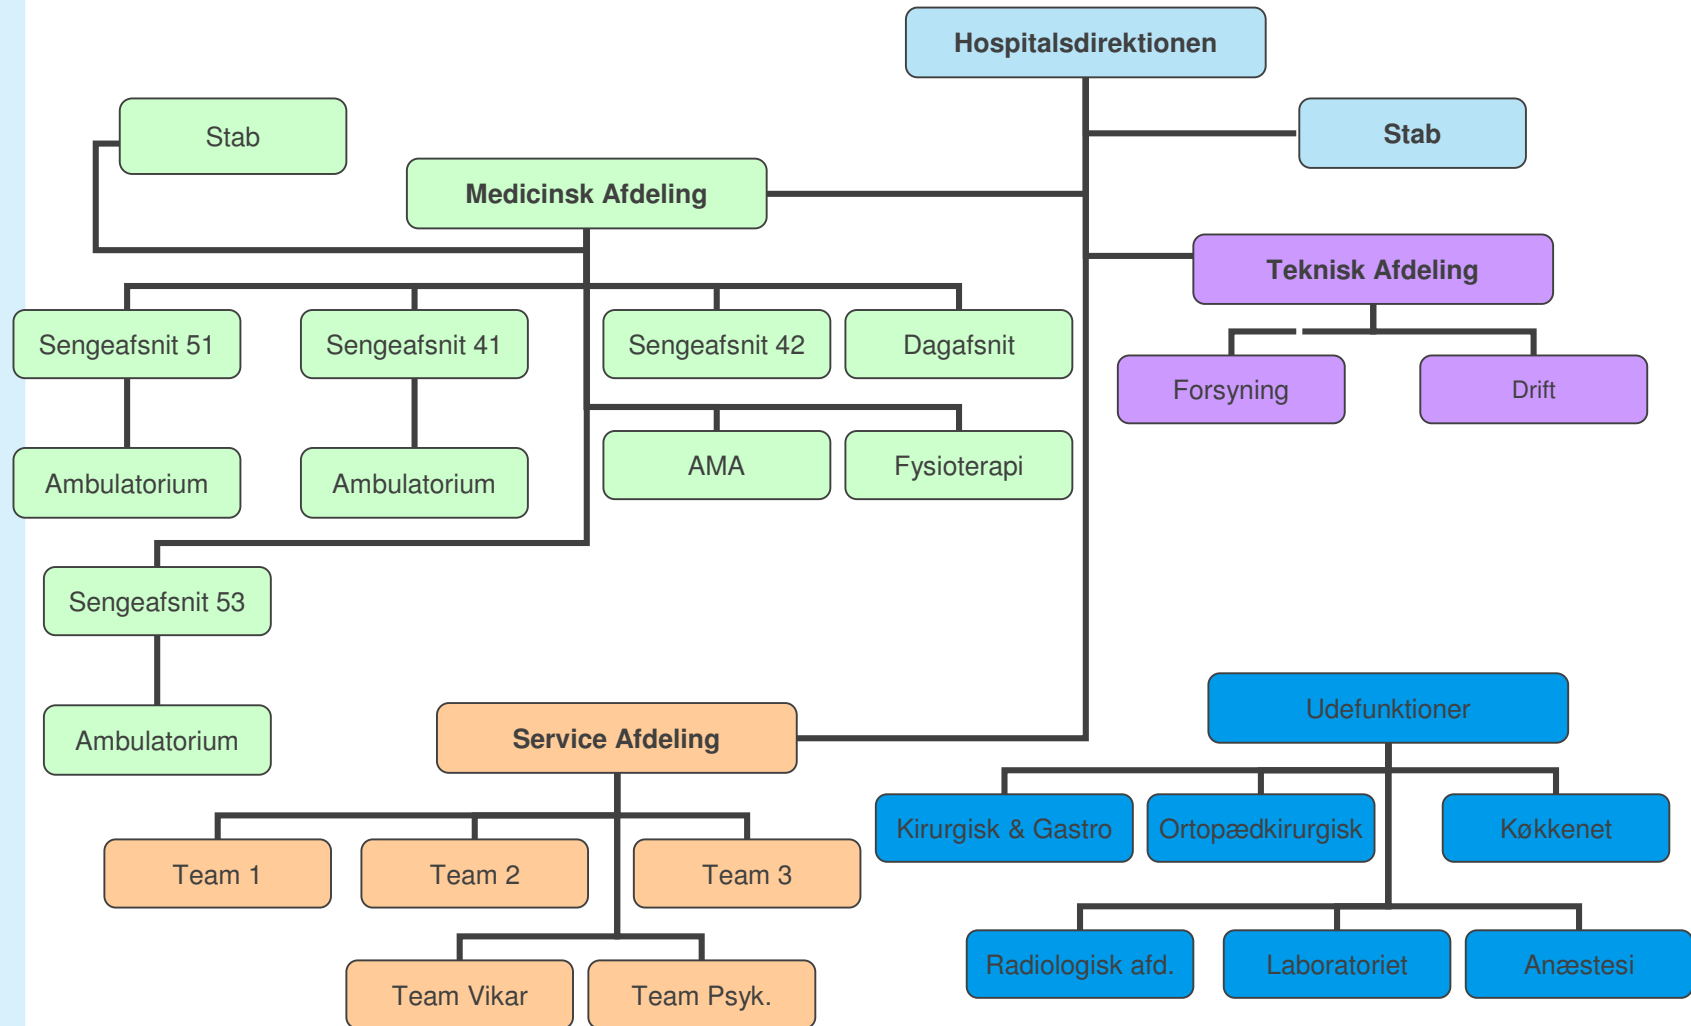 Hospitalsdirektionen
Stab
Stab
Medicinsk Afdeling
Teknisk Afdeling
Sengeafsnit 51
Sengeafsnit 41
Sengeafsnit 42
Dagafsnit
Forsyning
Drift
Ambulatorium
Ambulatorium
AMA
Fysioterapi
Sengeafsnit 53
Ambulatorium
Service Afdeling
Udefunktioner
Team 1
Team 2
Team 3
Kirurgisk & Gastro
Ortopædkirurgisk
Køkkenet
Team Vikar
Team Psyk.
Radiologisk afd.
Laboratoriet
Anæstesi